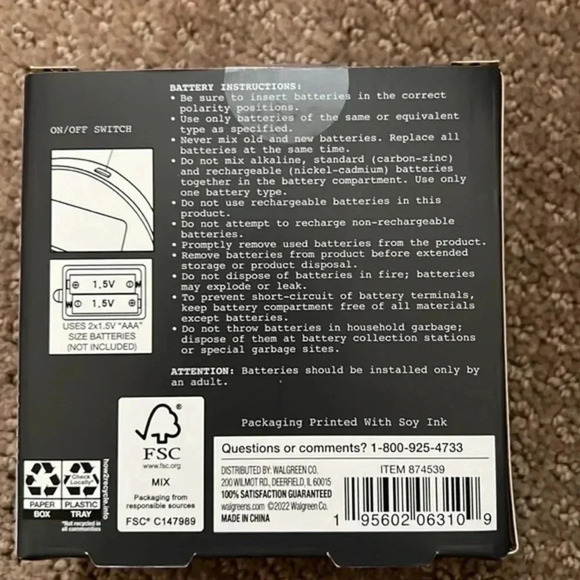 BATTERY INSTRUCTIONS:
• Be sure to insert batteries in the correct
polarity positions.
• Use only batteries of the same or equivalent
type as specified.
• Never mix old and new batteries. Replace all
batteries at the same time.
• Do not mix alkaline, standard (carbon-zinc)
and rechargeable (nickel-cadmium) batteries
together in the battery compartment. Use only
one battery type.
• Do not use rechargeable batteries in this
product.
• Do not attempt to recharge non-rechargeable
batteries.
• Promptly remove used batteries from the product.
• Remove batteries from product before extended
storage or product disposal.
• Do not dispose of batteries in fire; batteries
may explode or leak.
• To prevent short-circuit of battery terminals,
keep battery compartment free of all materials
except batteries.
• Do not throw batteries in household garbage;
dispose of them at battery collection stations
or special garbage sites.
ATTENTION: Batteries should be installed only by
an adult.
ON/OFF SWITCH
1.5V
1.5V
USES 2x1.5V "AAA"
SIZE BATTERIES
(NOT INCLUDED)
Packaging Printed With Soy Ink
FSC
www.fsc.org
MIX
Packaging from
responsible sources
FSC® C147989
PAPER
BOX
Check
Locally*
PLASTIC
TRAY
*Not recycled in
all communities
how2recycle.info
Questions or comments? 1-800-925-4733
DISTRIBUTED BY: WALGREEN CO.
200 WILMOT RD., DEERFIELD, IL 60015
100% SATISFACTION GUARANTEED
walgreens.com ©2022 Walgreen Co.
MADE IN CHINA
ITEM 874539
1 95602 06310 9